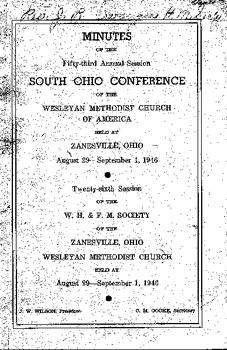 MINUTES
OF THE
Fifty-third Annual Session
SOUTH OHIO CONFERENCE
OF THE
WESLEYAN METHODIST CHURCH
OF AMERICA
HELD AT
ZANESVILLE, OHIO
August 29—September 1, 1946
Twenty-sixth Session
OF THE
W. H. & F. M. SOCIETY
OF THE
ZANESVILLE, OHIO
WESLEYAN METHODIST CHURCH
HELD AT
August 29—September 1, 1946
J. W. WILSON, President
Secretary